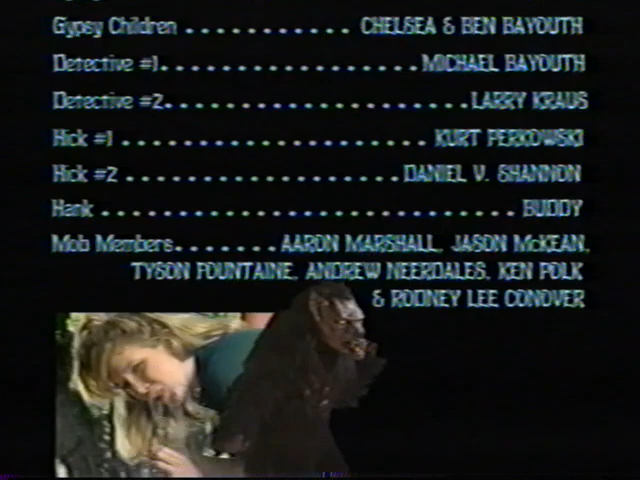 Gypsy Children ........... CHELSEA & BEN BAYOUTH
Detective #1.................. MICHAEL BAYOUTH
Detective #2..................... LARRY KRAUS
Hick #1 ..................... KURT PERKOWSKI
Hick #2 .................. DANIEL V. SHANNON
Hank ............................ BUDDY
Mob Members....... AARON MARSHALL, JASON McKEAN,
TYSON FOUNTAINE, ANDREW NEERDALES, KEN POLK
& RODNEY LEE CONOVER